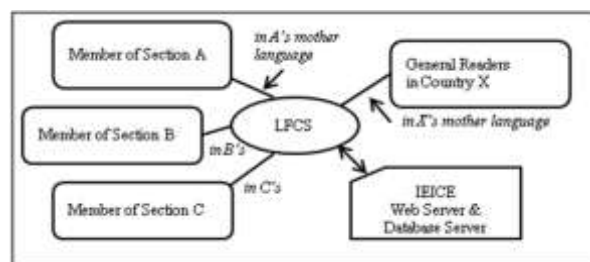 Member of Section A
in A's mother
language
General Readers
in Country X
LFCS
in X's mother language
Member of Section B
in B's
in C's
Member of Section C
IEICE
Web Server &
Database Server